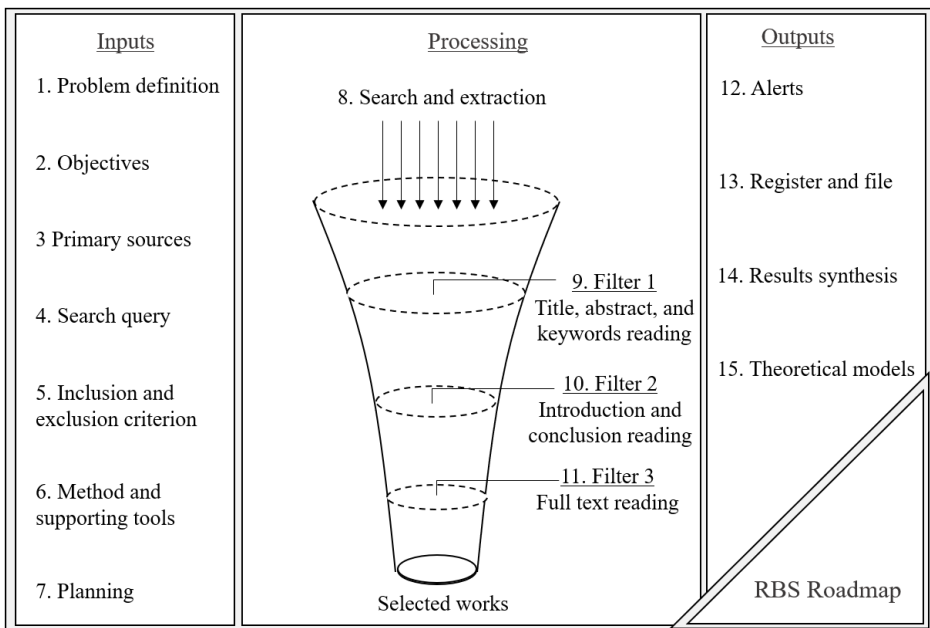 Inputs
1. Problem definition
2. Objectives
3 Primary sources
4. Search query
5. Inclusion and
exclusion criterion
6. Method and
supporting tools
7. Planning
Processing
8. Search and extraction
9. Filter 1
Title, abstract, and
keywords reading
10. Filter 2
Introduction and
conclusion reading
11. Filter 3
Full text reading
Selected works
Outputs
12. Alerts
13. Register and file
14. Results synthesis
15. Theoretical models
RBS Roadmap